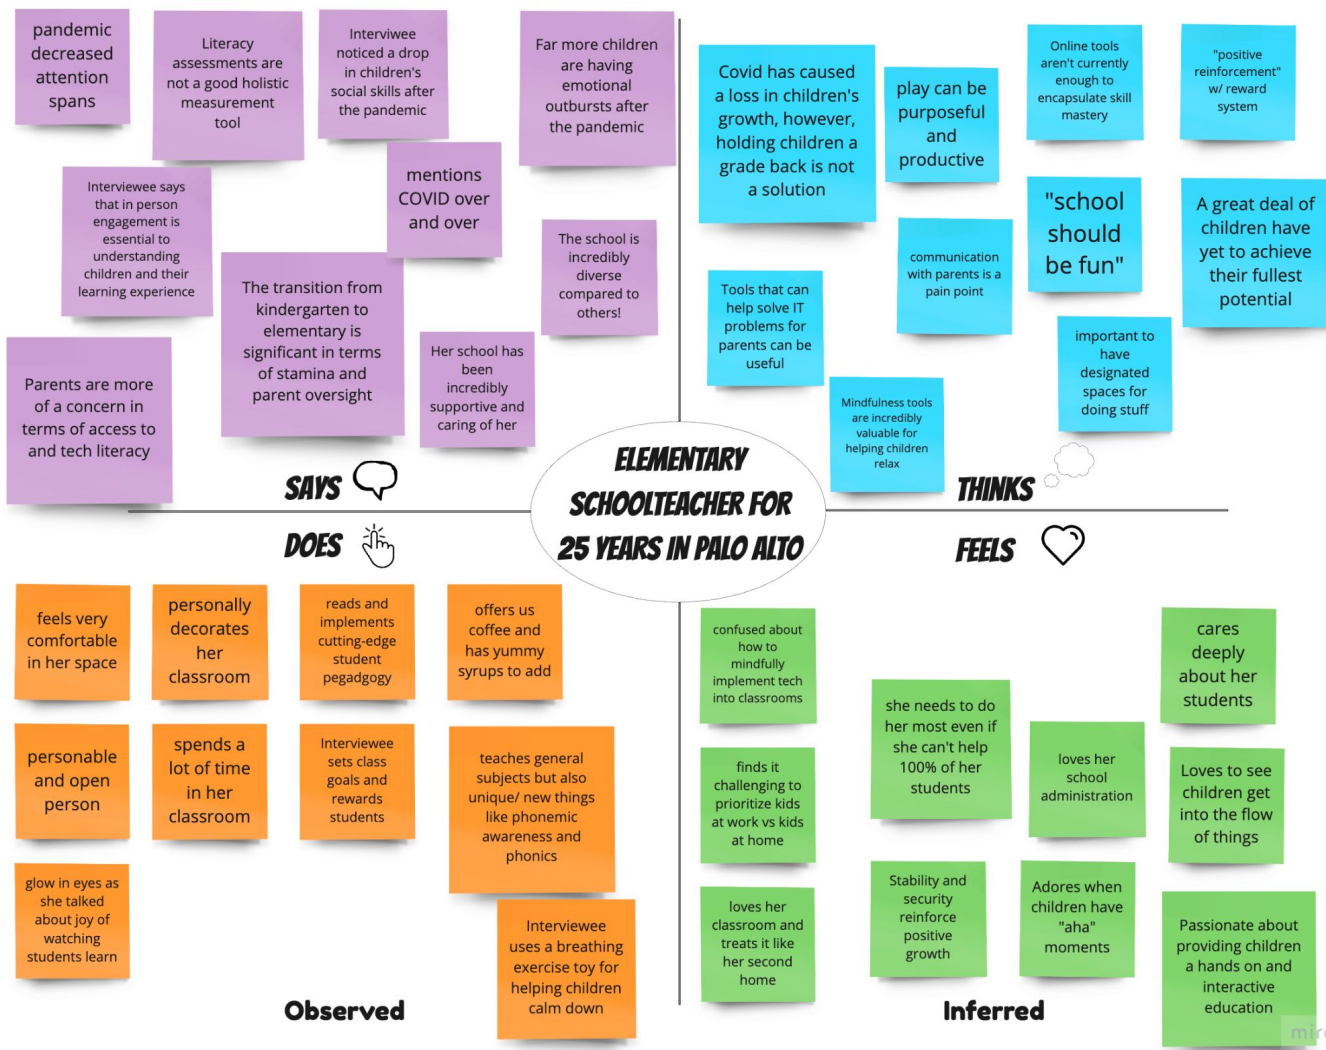 pandemic
decreased
attention
spans
Literacy
assessments are
not a good holistic
measurement
tool
Interviwee
noticed a drop
in children's
social skills after
the pandemic
Far more children
are having
emotional
outbursts after
the pandemic
Interviewee says
that in person
engagement is
essential to
understanding
children and their
learning experience
mentions
COVID over
and over
The school is
incredibly
diverse
compared to
others!
The transition from
kindergarten to
elementary is
significant in terms
of stamina and
parent oversight
Her school has
been
incredibly
supportive and
caring of her
Parents are more
of a concern in
terms of access to
and tech literacy
SAYS
Covid has caused
a loss in children's
growth, however,
holding children a
grade back is not
a solution
play can be
purposeful
and
productive
Online tools
aren't currently
enough to
encapsulate skill
mastery
"positive
reinforcement"
w/ reward
system
"school
should
be fun"
A great deal of
children have
yet to achieve
their fullest
potential
communication
with parents is a
pain point
Tools that can
help solve IT
problems for
parents can be
useful
important to
have
designated
spaces for
doing stuff
Mindfulness tools
are incredibly
valuable for
helping children
relax
THINKS
ELEMENTARY
SCHOOLTEACHER FOR
25 YEARS IN PALO ALTO
DOES
feels very
comfortable
in her space
personally
decorates
her
classroom
reads and
implements
cutting-edge
student
pegadgogy
offers us
coffee and
has yummy
syrups to add
personable
and open
person
spends a
lot of time
in her
classroom
Interviewee
sets class
goals and
rewards
students
teaches general
subjects but also
unique/ new things
like phonemic
awareness and
phonics
glow in eyes as
she talked
about joy of
watching
students learn
Interviewee
uses a breathing
exercise toy for
helping children
calm down
Observed
FEELS
confused about
how to
mindfully
implement tech
into classrooms
she needs to do
her most even if
she can't help
100% of her
students
cares
deeply
about her
students
finds it
challenging to
prioritize kids
at work vs kids
at home
loves her
school
administration
Loves to see
children get
into the flow
of things
loves her
classroom and
treats it like
her second
home
Stability and
security
reinforce
positive
growth
Adores when
children have
"aha"
moments
Passionate about
providing children
a hands on and
interactive
education
Inferred
miro